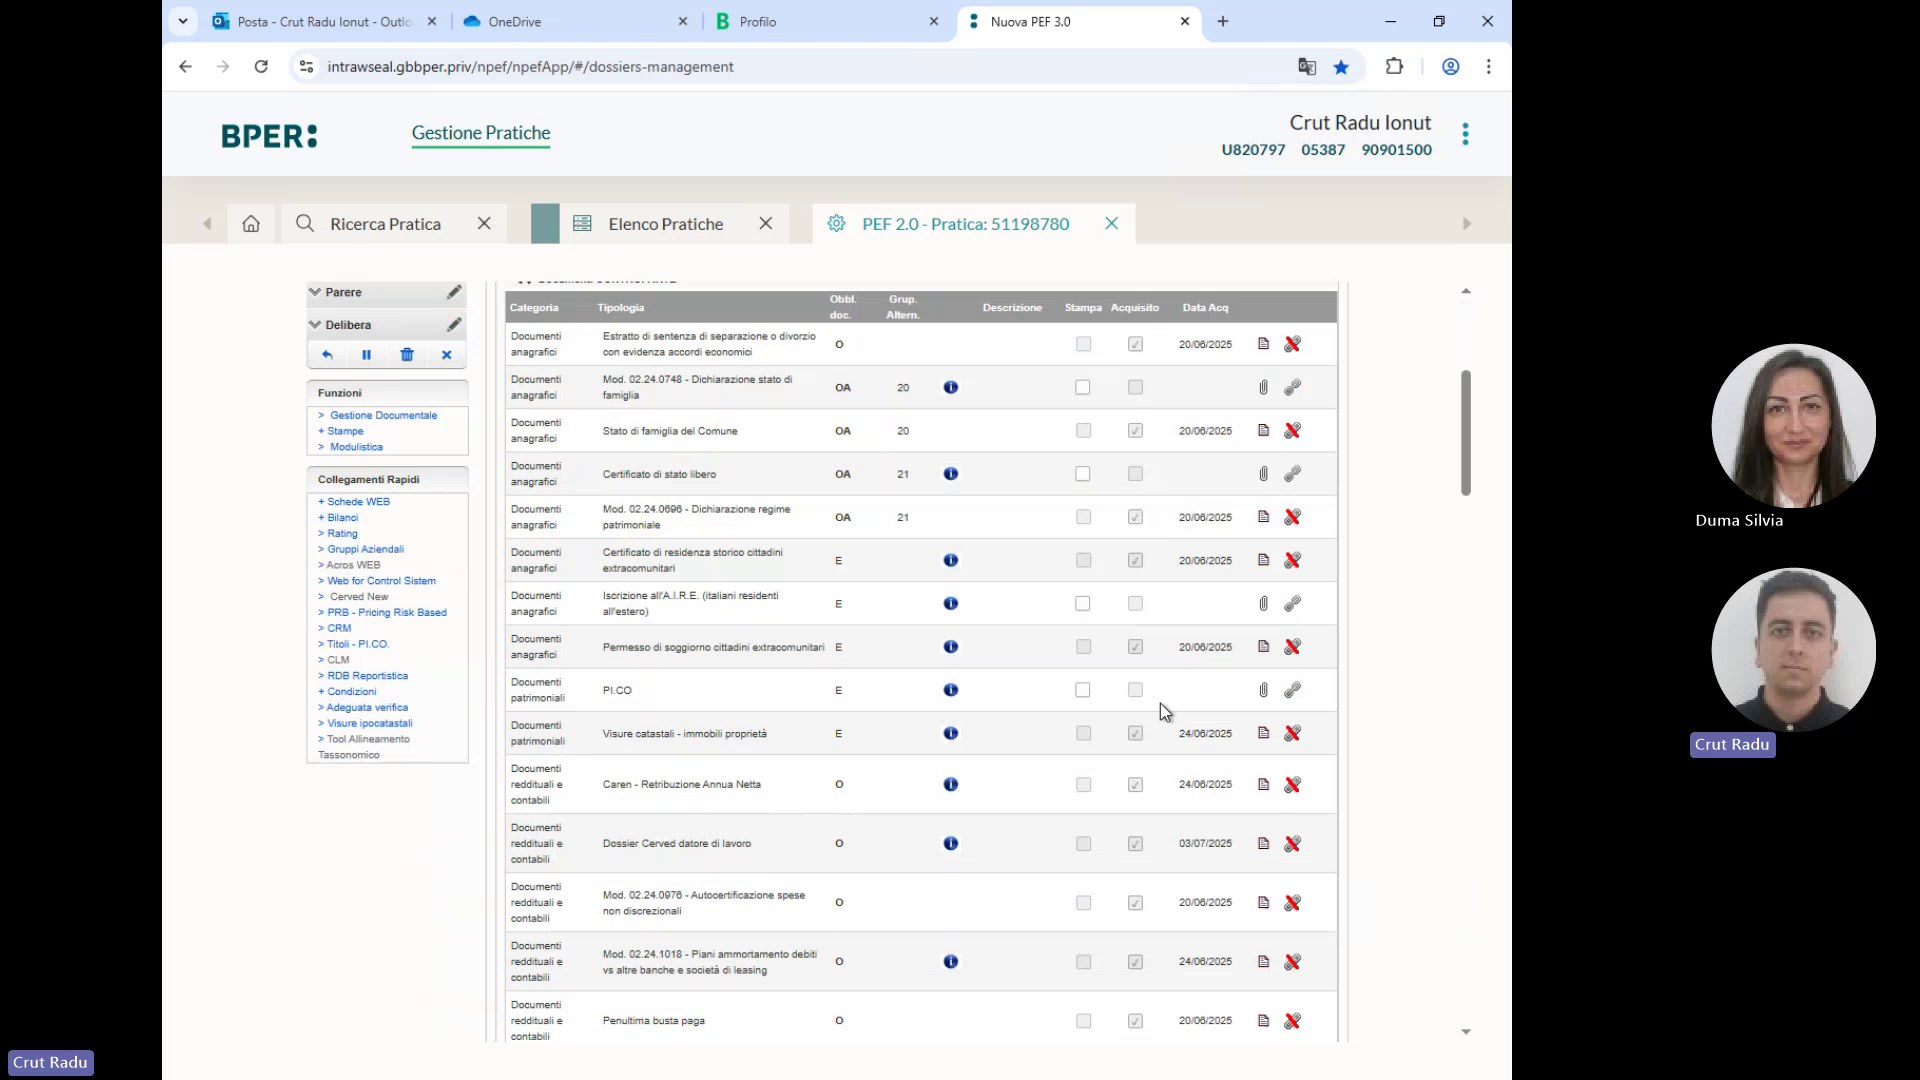 Posta - Crut Radu Ionut - Outlo
OneDrive
Profilo
Nuova PEF 3.0
intrawseal.gbbper.priv/npef/npefApp/#/dossiers-management
BPER:
Gestione Pratiche
Crut Radu Ionut
U820797 05387 90901500
Ricerca Pratica
Elenco Pratiche
PEF 2.0 - Pratica: 51198780
Parere
Delibera
Funzioni
> Gestione Documentale
+ Stampe
> Modulistica
Collegamenti Rapidi
+ Schede WEB
+ Bilanci
> Rating
> Gruppi Aziendali
> Acros WEB
> Web for Control Sistem
> Cerved New
> PRB - Pricing Risk Based
> CRM
> Titoli - PI.CO.
> CLM
> RDB Reportistica
+ Condizioni
> Adeguata verifica
> Visure ipocatastali
> Tool Allineamento
Tassonomico
Categoria Tipologia Obbl. doc. Grup. Altern. Descrizione Stampa Acquisito Data Acq
Documenti anagrafici Estratto di sentenza di separazione o divorzio con evidenza accordi economici O 20/06/2025
Documenti anagrafici Mod. 02.24.0748 - Dichiarazione stato di famiglia OA 20
Documenti anagrafici Stato di famiglia del Comune OA 20 20/06/2025
Documenti anagrafici Certificato di stato libero OA 21
Documenti anagrafici Mod. 02.24.0696 - Dichiarazione regime patrimoniale OA 21 20/06/2025
Documenti anagrafici Certificato di residenza storico cittadini extracomunitari E 20/06/2025
Documenti anagrafici Iscrizione all'A.I.R.E. (italiani residenti all'estero) E
Documenti anagrafici Permesso di soggiorno cittadini extracomunitari E 20/06/2025
Documenti patrimoniali PI.CO E
Documenti patrimoniali Visure catastali - immobili proprietà E 24/06/2025
Documenti reddituali e contabili Caren - Retribuzione Annua Netta O 24/06/2025
Documenti reddituali e contabili Dossier Cerved datore di lavoro O 03/07/2025
Documenti reddituali e contabili Mod. 02.24.0976 - Autocertificazione spese non discrezionali O 20/06/2025
Documenti reddituali e contabili Mod. 02.24.1018 - Piani ammortamento debiti vs altre banche e società di leasing O 24/06/2025
Documenti reddituali e contabili Penultima busta paga O 20/06/2025
Duma Silvia
Crut Radu
Crut Radu